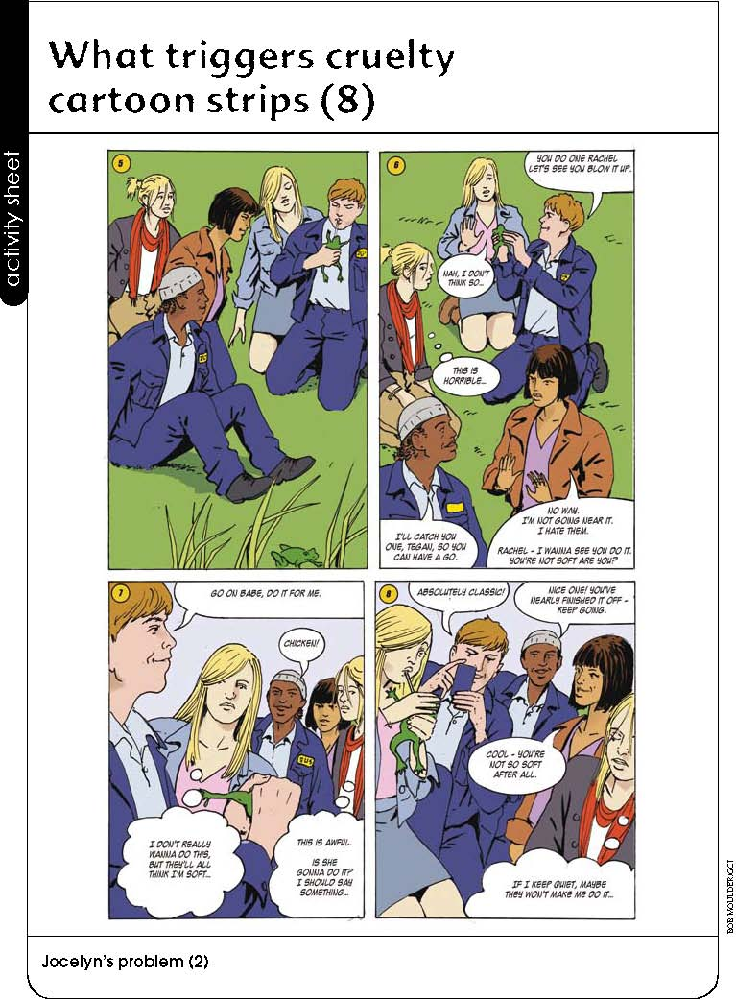 What triggers cruelty
cartoon strips (8)
activity sheet
5
6
YOU DO ONE RACHEL
LET'S SEE YOU BLOW IT UP.
NAH, I DON'T
THINK SO...
THIS IS
HORRIBLE...
I'LL CATCH YOU
ONE, TEGAN, SO YOU
CAN HAVE A GO.
NO WAY.
I'M NOT GOING NEAR IT.
I HATE THEM.
RACHEL - I WANNA SEE YOU DO IT.
YOU'RE NOT SOFT ARE YOU?
7
GO ON BABE, DO IT FOR ME.
CHICKEN!
I DON'T REALLY
WANNA DO THIS,
BUT THEY'LL ALL
THINK I'M SOFT...
THIS IS AWFUL.
IS SHE
GONNA DO IT?
I SHOULD SAY
SOMETHING...
8
ABSOLUTELY CLASSIC!
NICE ONE! YOU'VE
NEARLY FINISHED IT OFF -
KEEP GOING.
COOL - YOU'RE
NOT SO SOFT
AFTER ALL.
IF I KEEP QUIET, MAYBE
THEY WON'T MAKE ME DO IT...
BOB MOULDER:GCT
Jocelyn's problem (2)